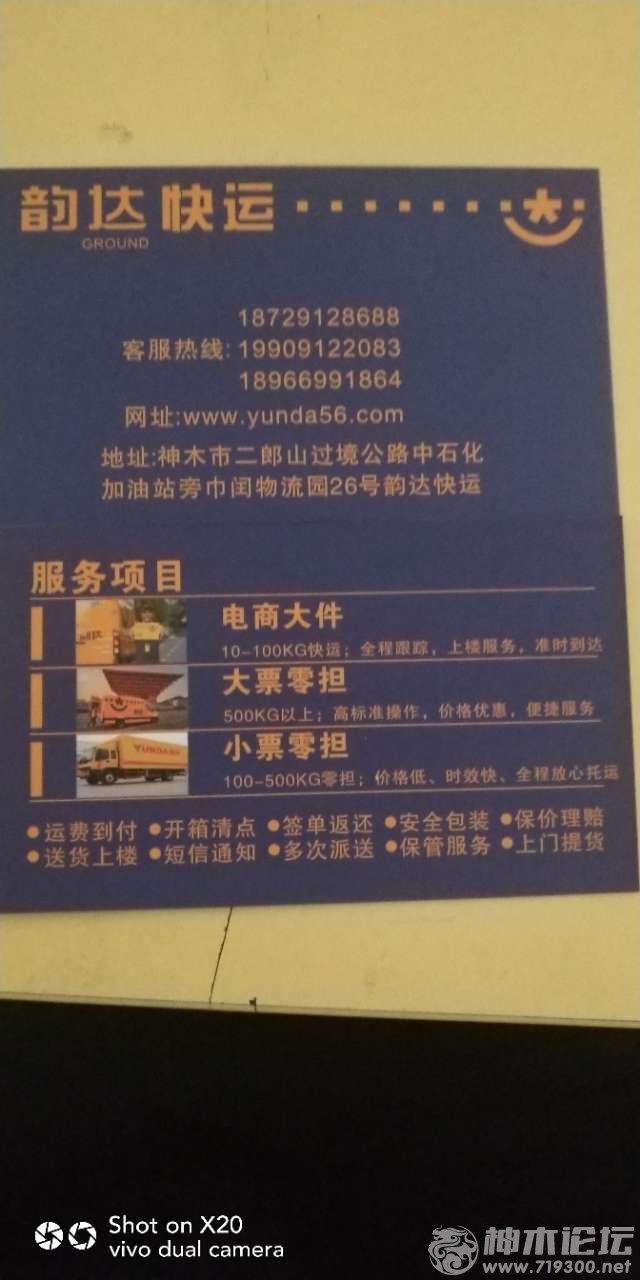 韵达 快运
GROUND
18729128688
客服热线:19909122083
18966991864
网址:www.yunda56.com
地址:神木市二郎山过境公路中石化
加油站旁巾闰物流园26号韵达快运
服务项目
电商大件
10-100KG快运；全程跟踪，上楼服务，准时到达
大票零担
500KG以上；高标准操作，价格优惠，便捷服务
YUNDA
小票零担
100-500KG零担；价格低、时效快、全程放心托运
●运费到付 ●开箱清点 ●签单返还 ●安全包装 ●保价理赔
●送货上楼 ●短信通知 ●多次派送 ●保管服务 ●上门提货
Shot on X20
vivo dual camera
神木论坛
www.719300.net